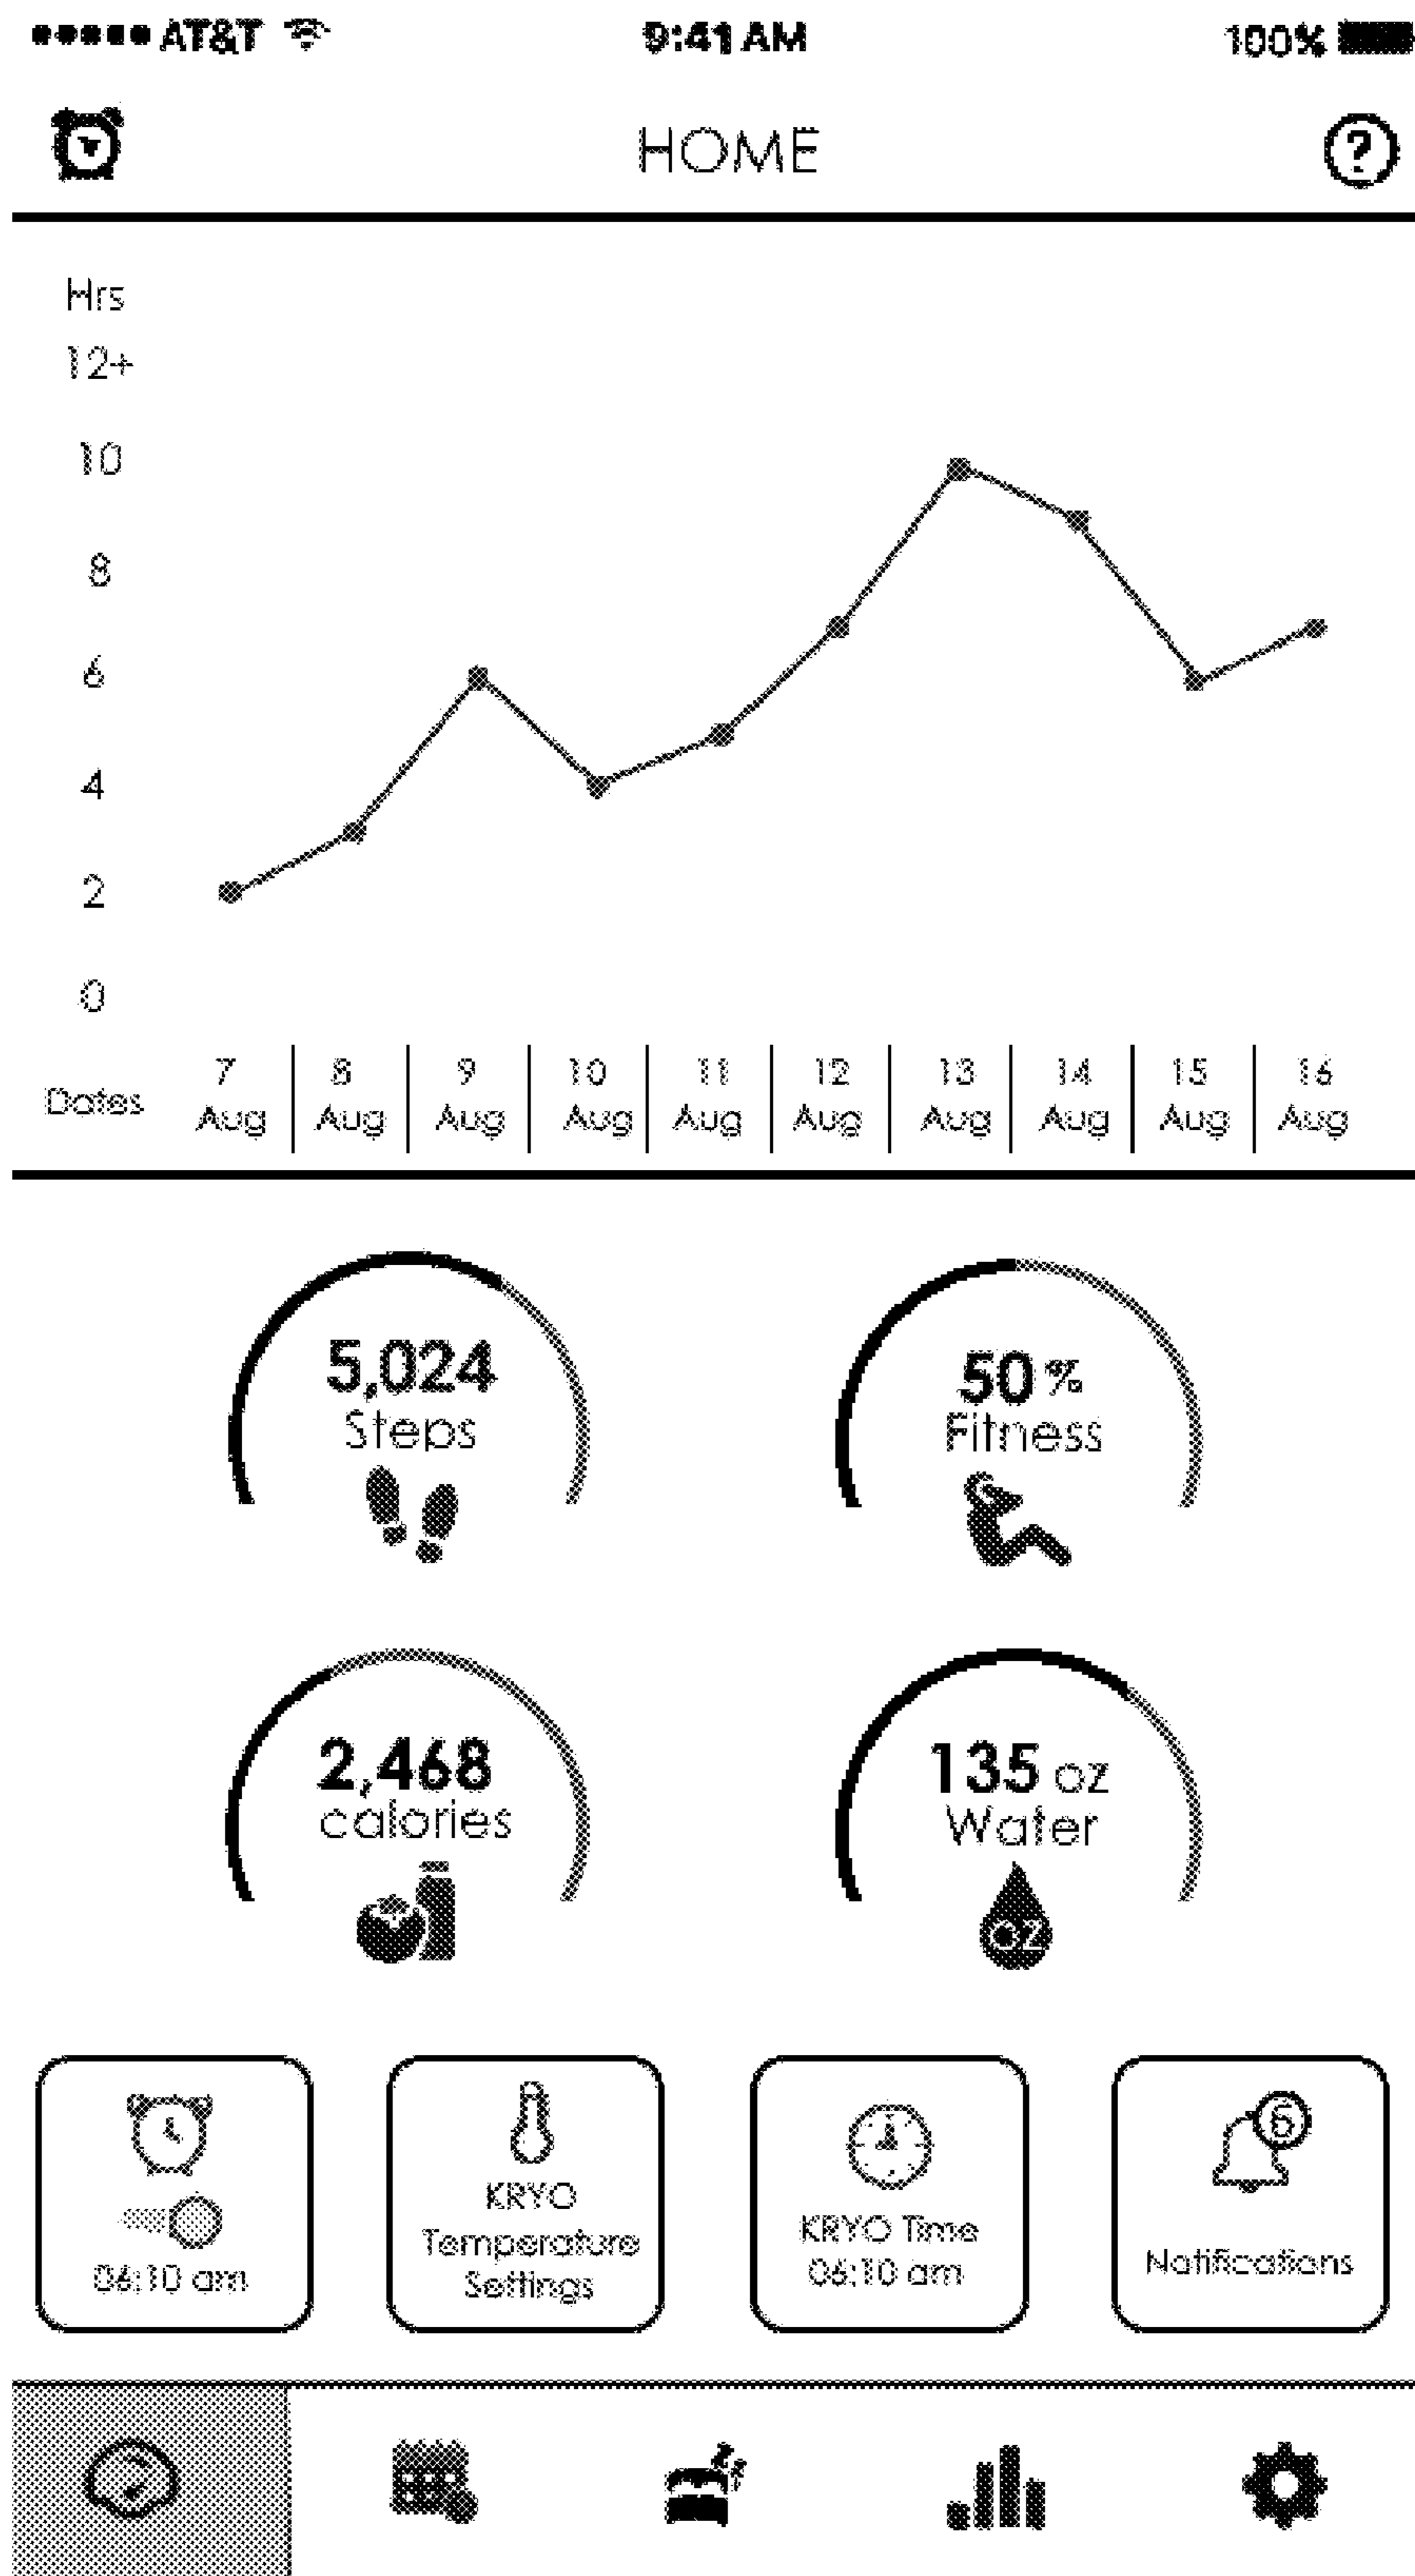 AT&T 9:41 AM 100%
HOME ?
Hrs
12+
10
8
6
4
2
0
Dates
7 Aug
8 Aug
9 Aug
10 Aug
11 Aug
12 Aug
13 Aug
14 Aug
15 Aug
16 Aug
5,024
Steps
50%
Fitness
2,468
calories
135 oz
Water
oz
06:10 am
KRYO
Temperature
Settings
KRYO Time
06:10 am
6
Notifications